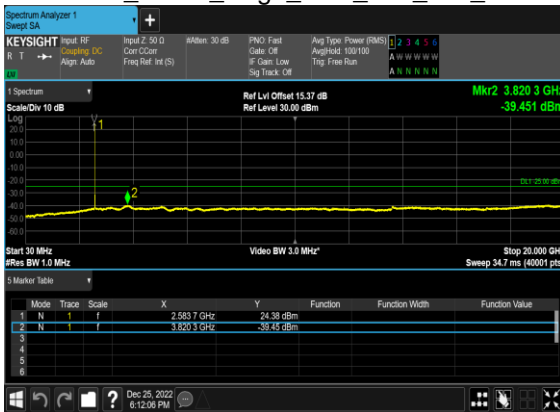 Spectrum Analyzer 1
Swept SA
KEYSIGHT
R T
Input: RF
Coupling: DC
Align: Auto
Input Z: 50 Ω
Corr CCorr
Freq Ref: Int (S)
#Atten: 30 dB
PNO: Fast
Gate: Off
IF Gain: Low
Sig Track: Off
Avg Type: Power (RMS)
Avg|Hold: 100/100
Trig: Free Run
1 2 3 4 5 6
A W W W W W
A N N N N N
1 Spectrum
Scale/Div 10 dB
Ref Lvl Offset 15.37 dB
Ref Level 30.00 dBm
Mkr2 3.820 3 GHz
-39.451 dBm
Log
20.0
10.0
0.00
-10.0
-20.0
-30.0
-40.0
-50.0
-60.0
1
2
DL1 -25.00 dBm
Start 30 MHz
#Res BW 1.0 MHz
Video BW 3.0 MHz*
Stop 20.000 GH
Sweep 34.7 ms (40001 pts
5 Marker Table
Mode Trace Scale X Y Function Function Width Function Value
1 N 1 f 2.583 7 GHz 24.38 dBm
2 N 1 f 3.820 3 GHz -39.45 dBm
3
4
5
6
Dec 25, 2022
6:12:06 PM